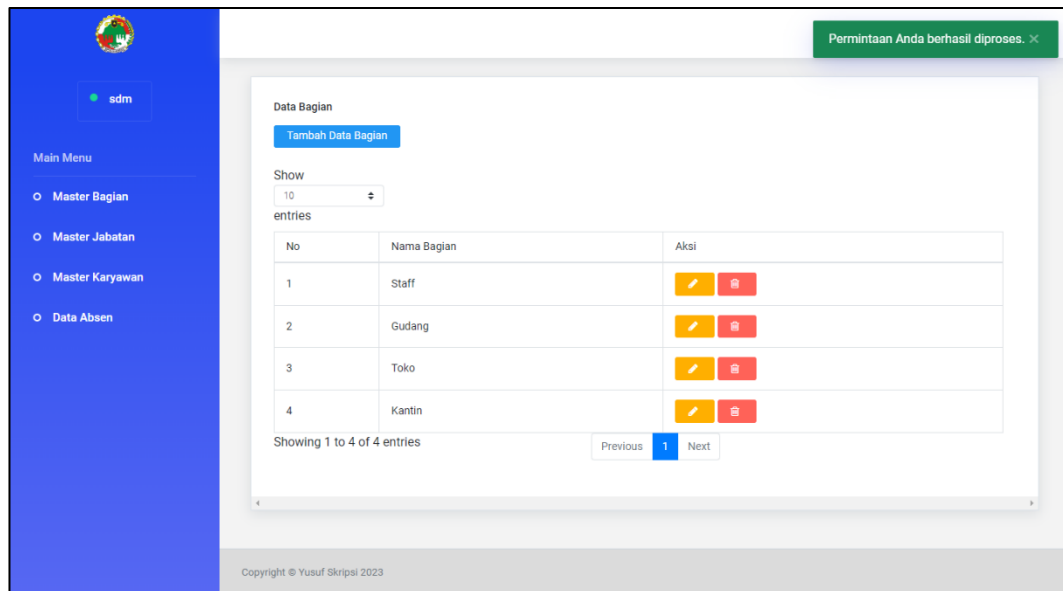 Permintaan Anda berhasil diproses. ×
sdm
Main Menu
Master Bagian
Master Jabatan
Master Karyawan
Data Absen
Data Bagian
Tambah Data Bagian
Show
10
entries
No Nama Bagian Aksi
1 Staff
2 Gudang
3 Toko
4 Kantin
Showing 1 to 4 of 4 entries
Previous 1 Next
Copyright © Yusuf Skripsi 2023